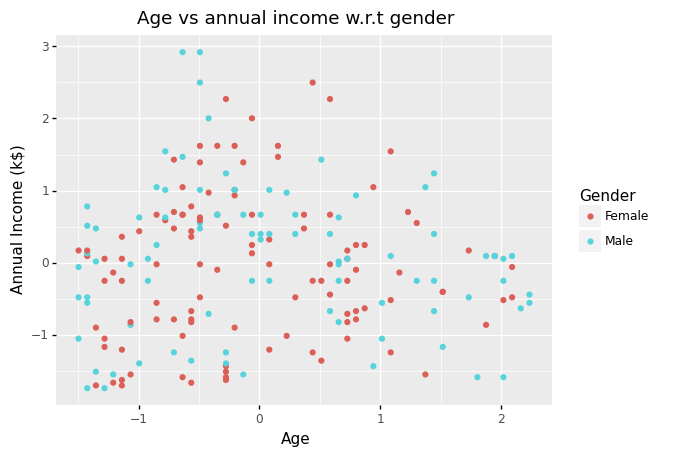 Age vs annual income w.r.t gender
3
2
1
0
−1
Annual Income (k$)
−1
0
1
2
Age
Gender
Female
Male